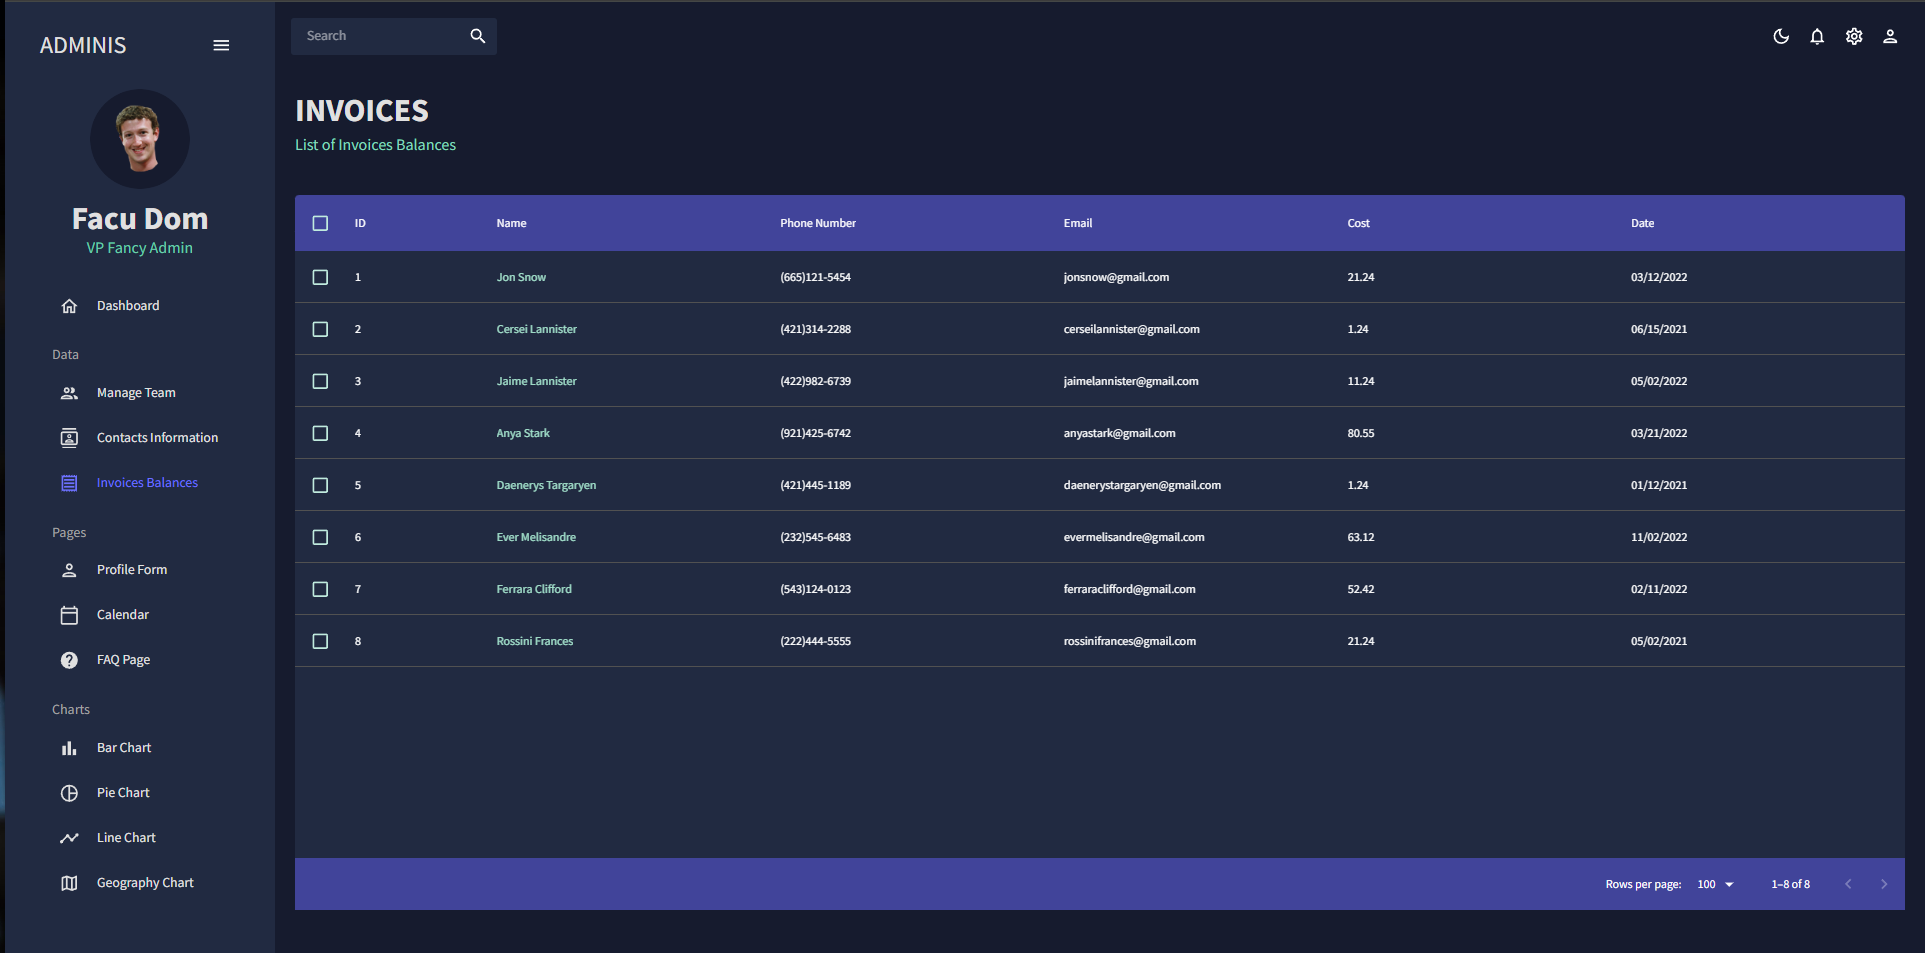 ADMINIS
Search
Facu Dom
VP Fancy Admin
Dashboard
Data
Manage Team
Contacts Information
Invoices Balances
Pages
Profile Form
Calendar
FAQ Page
Charts
Bar Chart
Pie Chart
Line Chart
Geography Chart
INVOICES
List of Invoices Balances
ID Name Phone Number Email Cost Date
1 Jon Snow (665)121-5454 jonsnow@gmail.com 21.24 03/12/2022
2 Cersei Lannister (421)314-2288 cerseilannister@gmail.com 1.24 06/15/2021
3 Jaime Lannister (422)982-6739 jaimelannister@gmail.com 11.24 05/02/2022
4 Anya Stark (921)425-6742 anyastark@gmail.com 80.55 03/21/2022
5 Daenerys Targaryen (421)445-1189 daenerystargaryen@gmail.com 1.24 01/12/2021
6 Ever Melisandre (232)545-6483 evermelisandre@gmail.com 63.12 11/02/2022
7 Ferrara Clifford (543)124-0123 ferraraclifford@gmail.com 52.42 02/11/2022
8 Rossini Frances (222)444-5555 rossinifrances@gmail.com 21.24 05/02/2021
Rows per page: 100 1–8 of 8